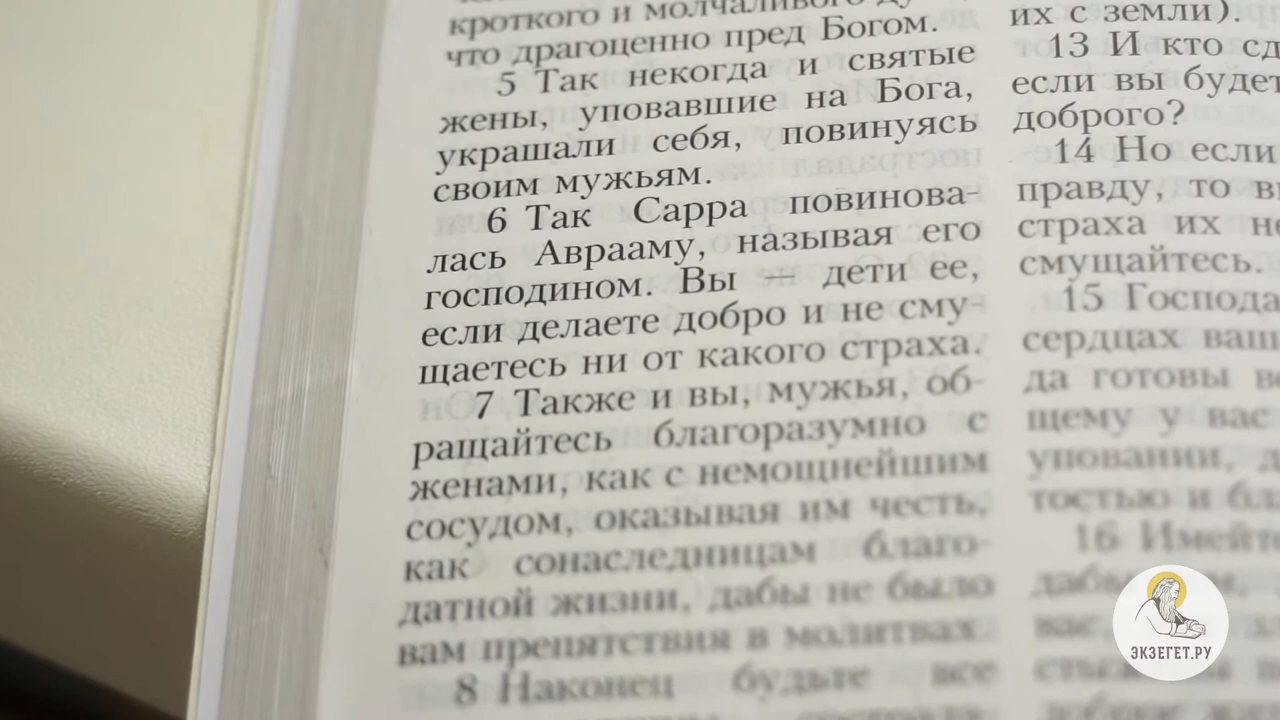 кроткого и молчаливого
что драгоценно пред Богом.
5 Так некогда и святые
жены, уповавшие на Бога,
украшали себя, повинуясь
своим мужьям.
6 Так Сарра повинова-
лась Аврааму, называя его
господином. Вы — дети ее,
если делаете добро и не сму-
щаетесь ни от какого страха.
7 Также и вы, мужья, об-
ращайтесь благоразумно с
женами, как с немощнейшим
сосудом, оказывая им честь,
как сонаследницам благо-
датной жизни, дабы не было
вам препятствия в молитвах.
8 Наконец будьте все
их с земли).
13 И кто сд
если вы будет
доброго?
14 Но если
правду, то
страха их не
смущайтесь.
15 Господа
сердцах ваш
да готовы
щему у вас
уповании,
тостью и
16 Имейте
ЭКЗЕГЕТ.РУ